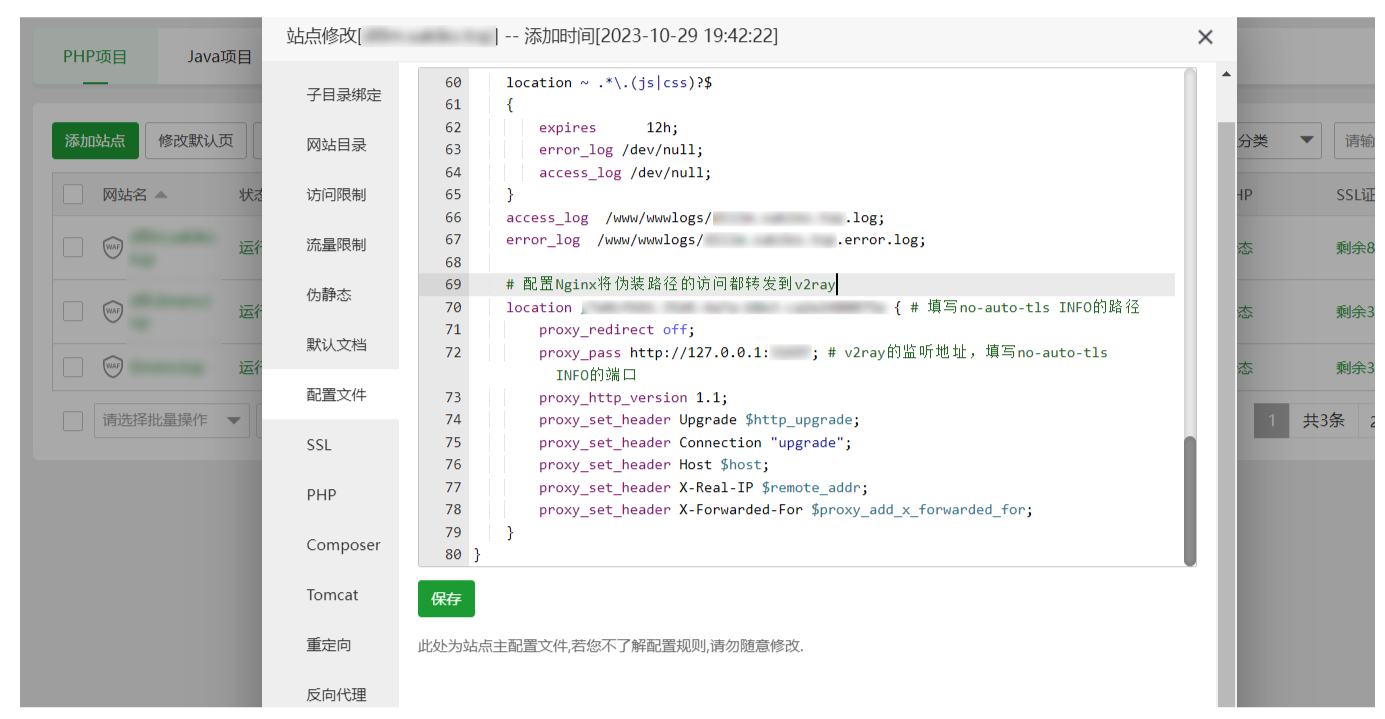 站点修改[ ] -- 添加时间[2023-10-29 19:42:22]
PHP项目
Java项目
添加站点
修改默认页
分类
请输
网站名
状态
HP
SSL证
WAF
运行
态
剩余8
WAF
运行
态
剩余3
WAF
运行
态
剩余3
请选择批量操作
1
共3条
2
子目录绑定
网站目录
访问限制
流量限制
伪静态
默认文档
配置文件
SSL
PHP
Composer
Tomcat
重定向
反向代理
60 location ~ .*\.(js|css)?$
61 {
62 expires 12h;
63 error_log /dev/null;
64 access_log /dev/null;
65 }
66 access_log /www/wwwlogs/ .log;
67 error_log /www/wwwlogs/ .error.log;
68
69 # 配置Nginx将伪装路径的访问都转发到v2ray
70 location { # 填写no-auto-tls INFO的路径
71 proxy_redirect off;
72 proxy_pass http://127.0.0.1: ; # v2ray的监听地址，填写no-auto-tls
INFO的端口
73 proxy_http_version 1.1;
74 proxy_set_header Upgrade $http_upgrade;
75 proxy_set_header Connection "upgrade";
76 proxy_set_header Host $host;
77 proxy_set_header X-Real-IP $remote_addr;
78 proxy_set_header X-Forwarded-For $proxy_add_x_forwarded_for;
79 }
80 }
保存
此处为站点主配置文件,若您不了解配置规则,请勿随意修改.